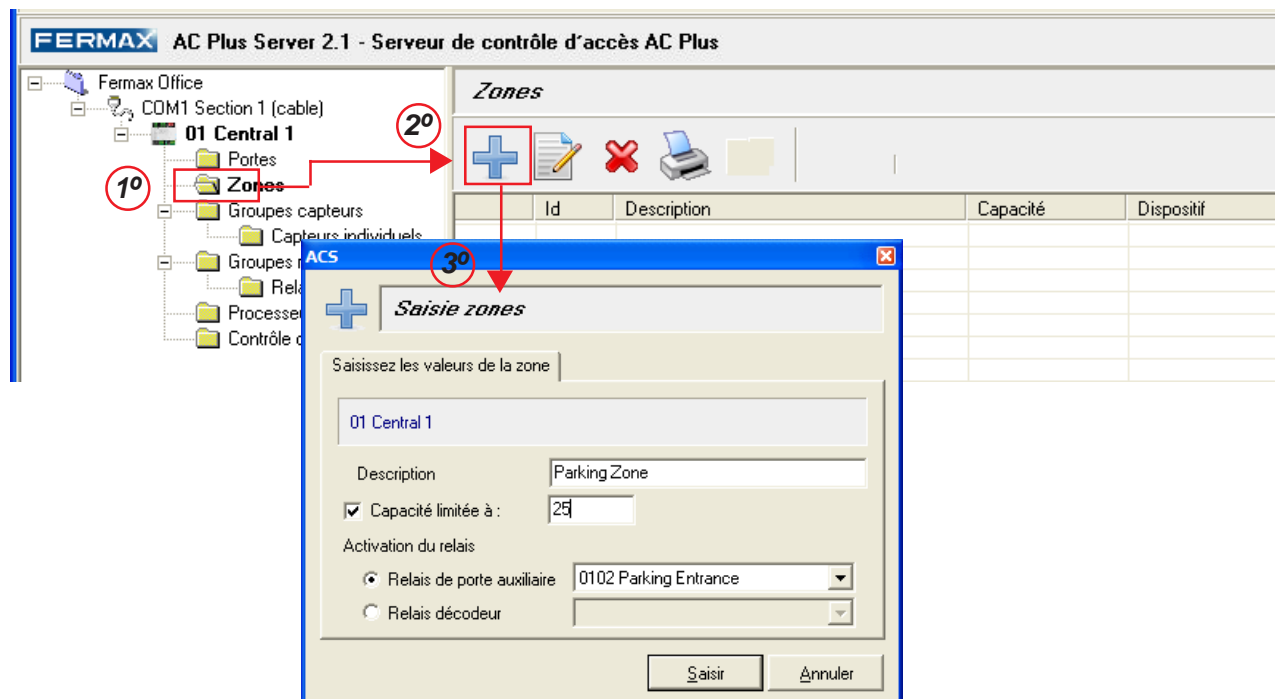 FERMAX AC Plus Server 2.1 - Serveur de contrôle d´accès AC Plus
Fermax Office
COM1 Section 1 (cable)
01 Central 1
Portes
Zones
Groupes capteurs
Capteurs individuels
Groupes
Processeu
Contrôle
1º
2º
Zones
Id Description Capacité Dispositif
3º
ACS
Saisie zones
Saisissez les valeurs de la zone
01 Central 1
Description Parking Zone
Capacité limitée à : 25
Activation du relais
Relais de porte auxiliaire 0102 Parking Entrance
Relais décodeur
Saisir Annuler